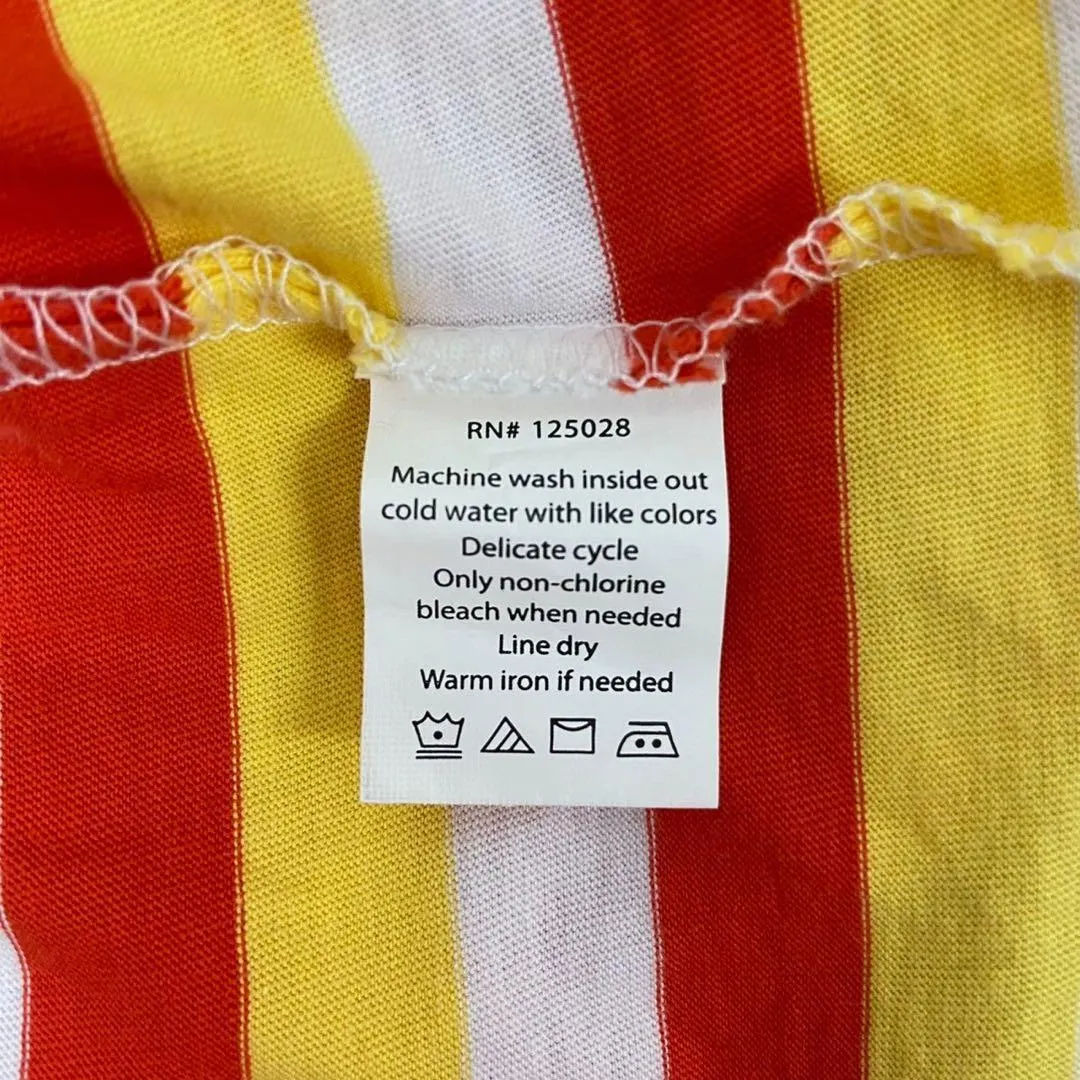 RN# 125028
Machine wash inside out
cold water with like colors
Delicate cycle
Only non-chlorine
bleach when needed
Line dry
Warm iron if needed